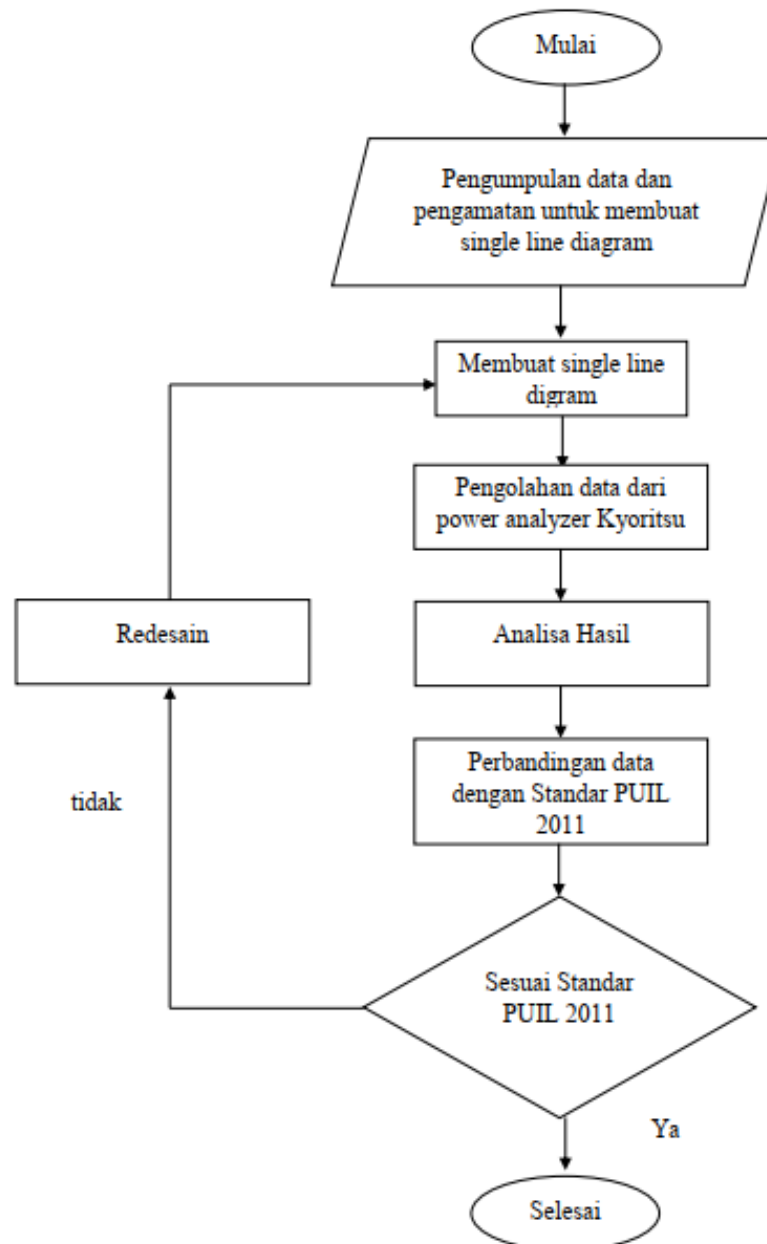 Mulai
Pengumpulan data dan
pengamatan untuk membuat
single line diagram
Membuat single line
digram
Pengolahan data dari
power analyzer Kyoritsu
Redesain
Analisa Hasil
Perbandingan data
dengan Standar PUIL
2011
tidak
Sesuai Standar
PUIL 2011
Ya
Selesai